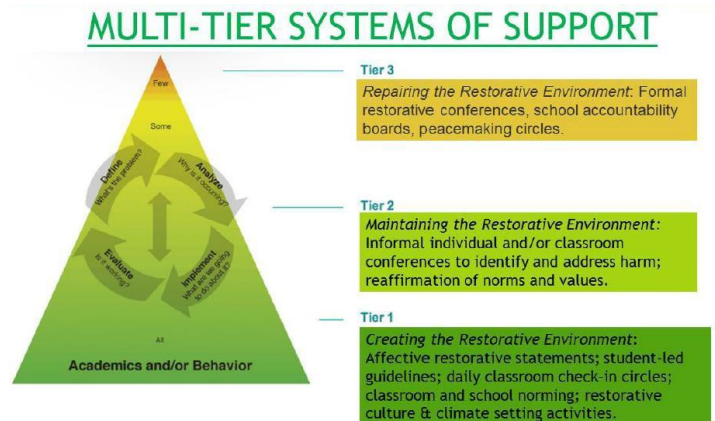 MULTI-TIER SYSTEMS OF SUPPORT
Tier 3
Repairing the Restorative Environment: Formal
restorative conferences, school accountability
boards, peacemaking circles.
Few
Some
Define
What's the problem?
Analyze
Why is it occurring?
Implement
What are we going
to do about it?
Evaluate
Is it working?
Tier 2
Maintaining the Restorative Environment:
Informal individual and/or classroom
conferences to identify and address harm;
reaffirmation of norms and values.
Tier 1
Creating the Restorative Environment:
Affective restorative statements; student-led
guidelines; daily classroom check-in circles;
classroom and school norming; restorative
culture & climate setting activities.
All
Academics and/or Behavior